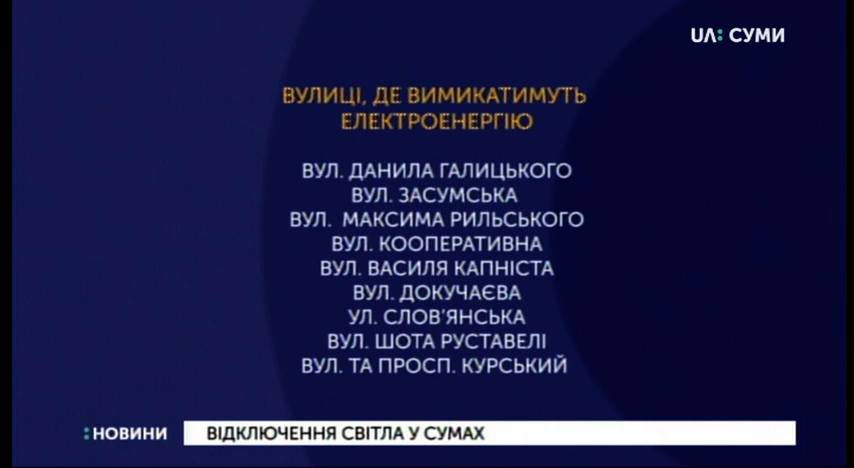 UA: СУМИ
ВУЛИЦІ, ДЕ ВИМИКАТИМУТЬ
ЕЛЕКТРОЕНЕРГІЮ
ВУЛ. ДАНИЛА ГАЛИЦЬКОГО
ВУЛ. ЗАСУМСЬКА
ВУЛ. МАКСИМА РИЛЬСЬКОГО
ВУЛ. КООПЕРАТИВНА
ВУЛ. ВАСИЛЯ КАПНІСТА
ВУЛ. ДОКУЧАЄВА
УЛ. СЛОВ'ЯНСЬКА
ВУЛ. ШОТА РУСТАВЕЛІ
ВУЛ. ТА ПРОСП. КУРСЬКИЙ
:НОВИНИ ВІДКЛЮЧЕННЯ СВІТЛА У СУМАХ